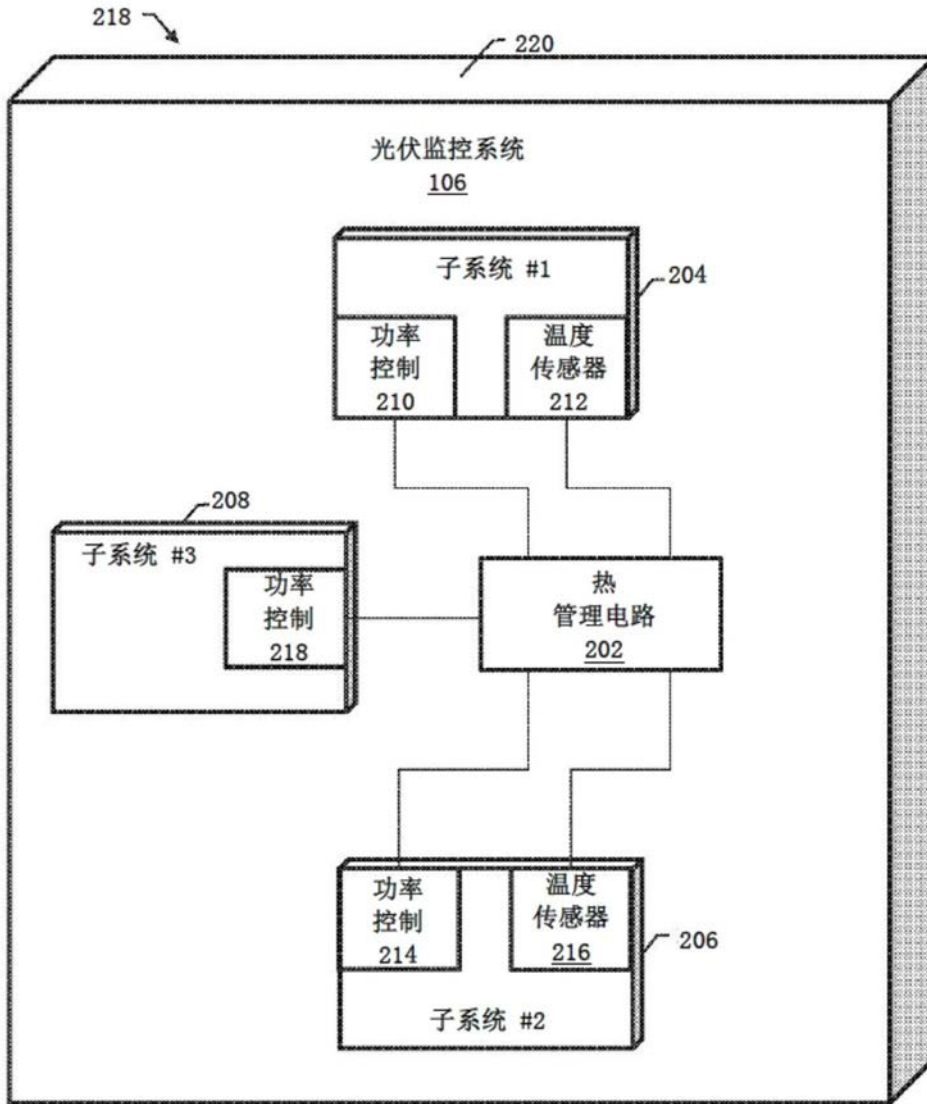 218
220
光伏监控系统
106
子系统 #1
204
功率
控制
210
温度
传感器
212
208
子系统 #3
功率
控制
218
热
管理电路
202
功率
控制
214
温度
传感器
216
206
子系统 #2